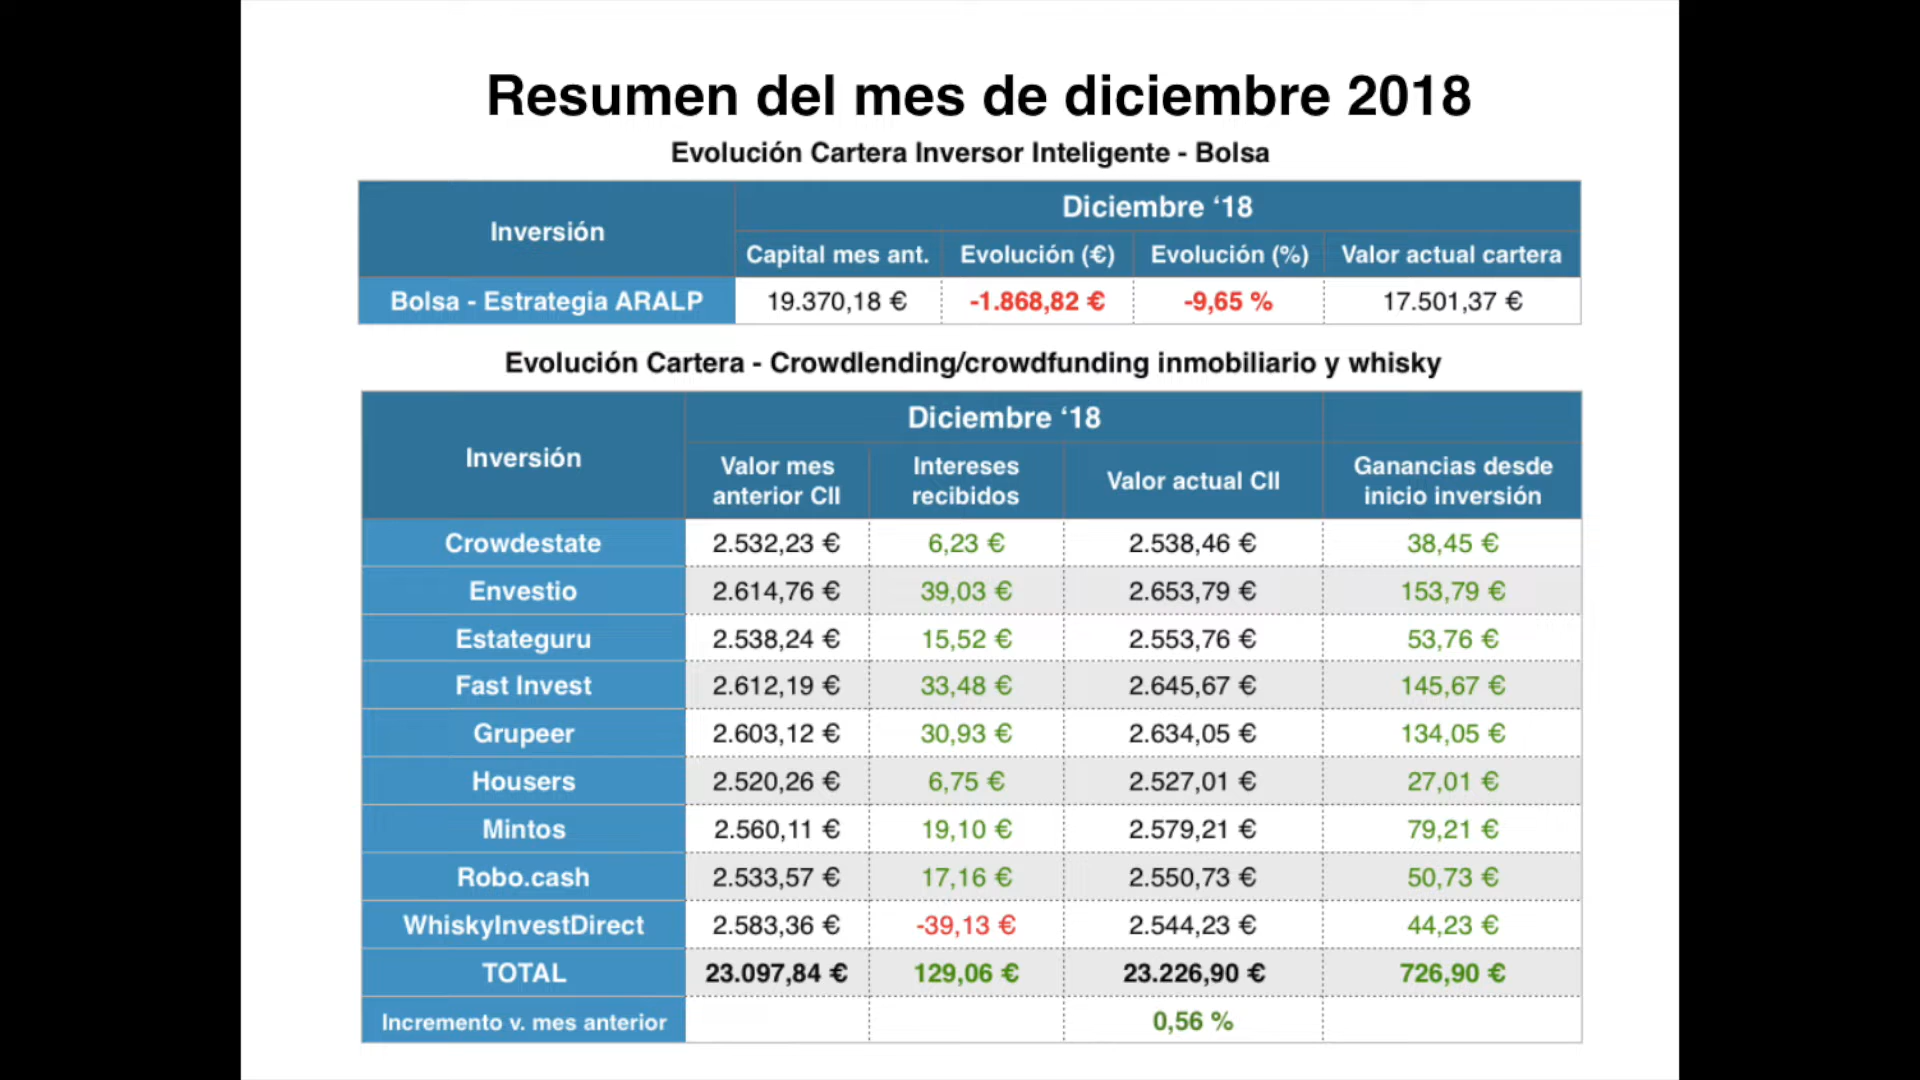 Resumen del mes de diciembre 2018
Evolución Cartera Inversor Inteligente - Bolsa
Inversión
Diciembre ‘18
Capital mes ant. Evolución (€) Evolución (%) Valor actual cartera
Bolsa - Estrategia ARALP 19.370,18 € -1.868,82 € -9,65 % 17.501,37 €
Evolución Cartera - Crowdlending/crowdfunding inmobiliario y whisky
Inversión
Diciembre ‘18
Valor mes anterior CII Intereses recibidos Valor actual CII Ganancias desde inicio inversión
Crowdestate 2.532,23 € 6,23 € 2.538,46 € 38,45 €
Envestio 2.614,76 € 39,03 € 2.653,79 € 153,79 €
Estateguru 2.538,24 € 15,52 € 2.553,76 € 53,76 €
Fast Invest 2.612,19 € 33,48 € 2.645,67 € 145,67 €
Grupeer 2.603,12 € 30,93 € 2.634,05 € 134,05 €
Housers 2.520,26 € 6,75 € 2.527,01 € 27,01 €
Mintos 2.560,11 € 19,10 € 2.579,21 € 79,21 €
Robo.cash 2.533,57 € 17,16 € 2.550,73 € 50,73 €
WhiskyInvestDirect 2.583,36 € -39,13 € 2.544,23 € 44,23 €
TOTAL 23.097,84 € 129,06 € 23.226,90 € 726,90 €
Incremento v. mes anterior 0,56 %